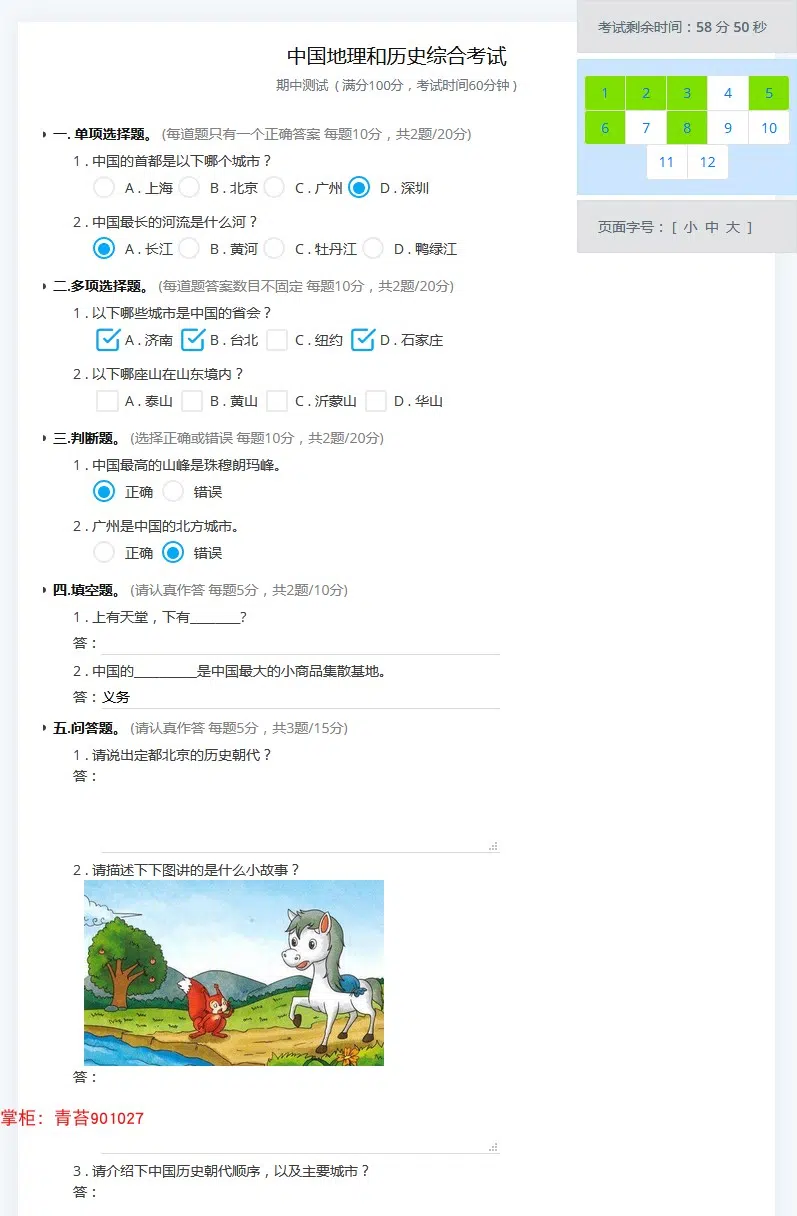 考试剩余时间：58 分 50 秒
中国地理和历史综合考试
期中测试（满分100分，考试时间60分钟）
1 2 3 4 5
6 7 8 9 10
11 12
页面字号： [ 小 中 大 ]
一. 单项选择题。 (每道题只有一个正确答案 每题10分，共2题/20分)
1 . 中国的首都是以下哪个城市？
A . 上海 B . 北京 C . 广州 D . 深圳
2 . 中国最长的河流是什么河？
A . 长江 B . 黄河 C . 牡丹江 D . 鸭绿江
二.多项选择题。 (每道题答案数目不固定 每题10分，共2题/20分)
1 . 以下哪些城市是中国的省会？
A . 济南 B . 台北 C . 纽约 D . 石家庄
2 . 以下哪座山在山东境内？
A . 泰山 B . 黄山 C . 沂蒙山 D . 华山
三.判断题。 (选择正确或错误 每题10分，共2题/20分)
1 . 中国最高的山峰是珠穆朗玛峰。
正确 错误
2 . 广州是中国的北方城市。
正确 错误
四.填空题。 (请认真作答 每题5分，共2题/10分)
1 . 上有天堂，下有_______?
答：
2 . 中国的_________是中国最大的小商品集散基地。
答：义务
五.问答题。 (请认真作答 每题5分，共3题/15分)
1 . 请说出定都北京的历史朝代？
答：
2 . 请描述下下图讲的是什么小故事？
答：
掌柜：青苔901027
3 . 请介绍下中国历史朝代顺序，以及主要城市？
答：